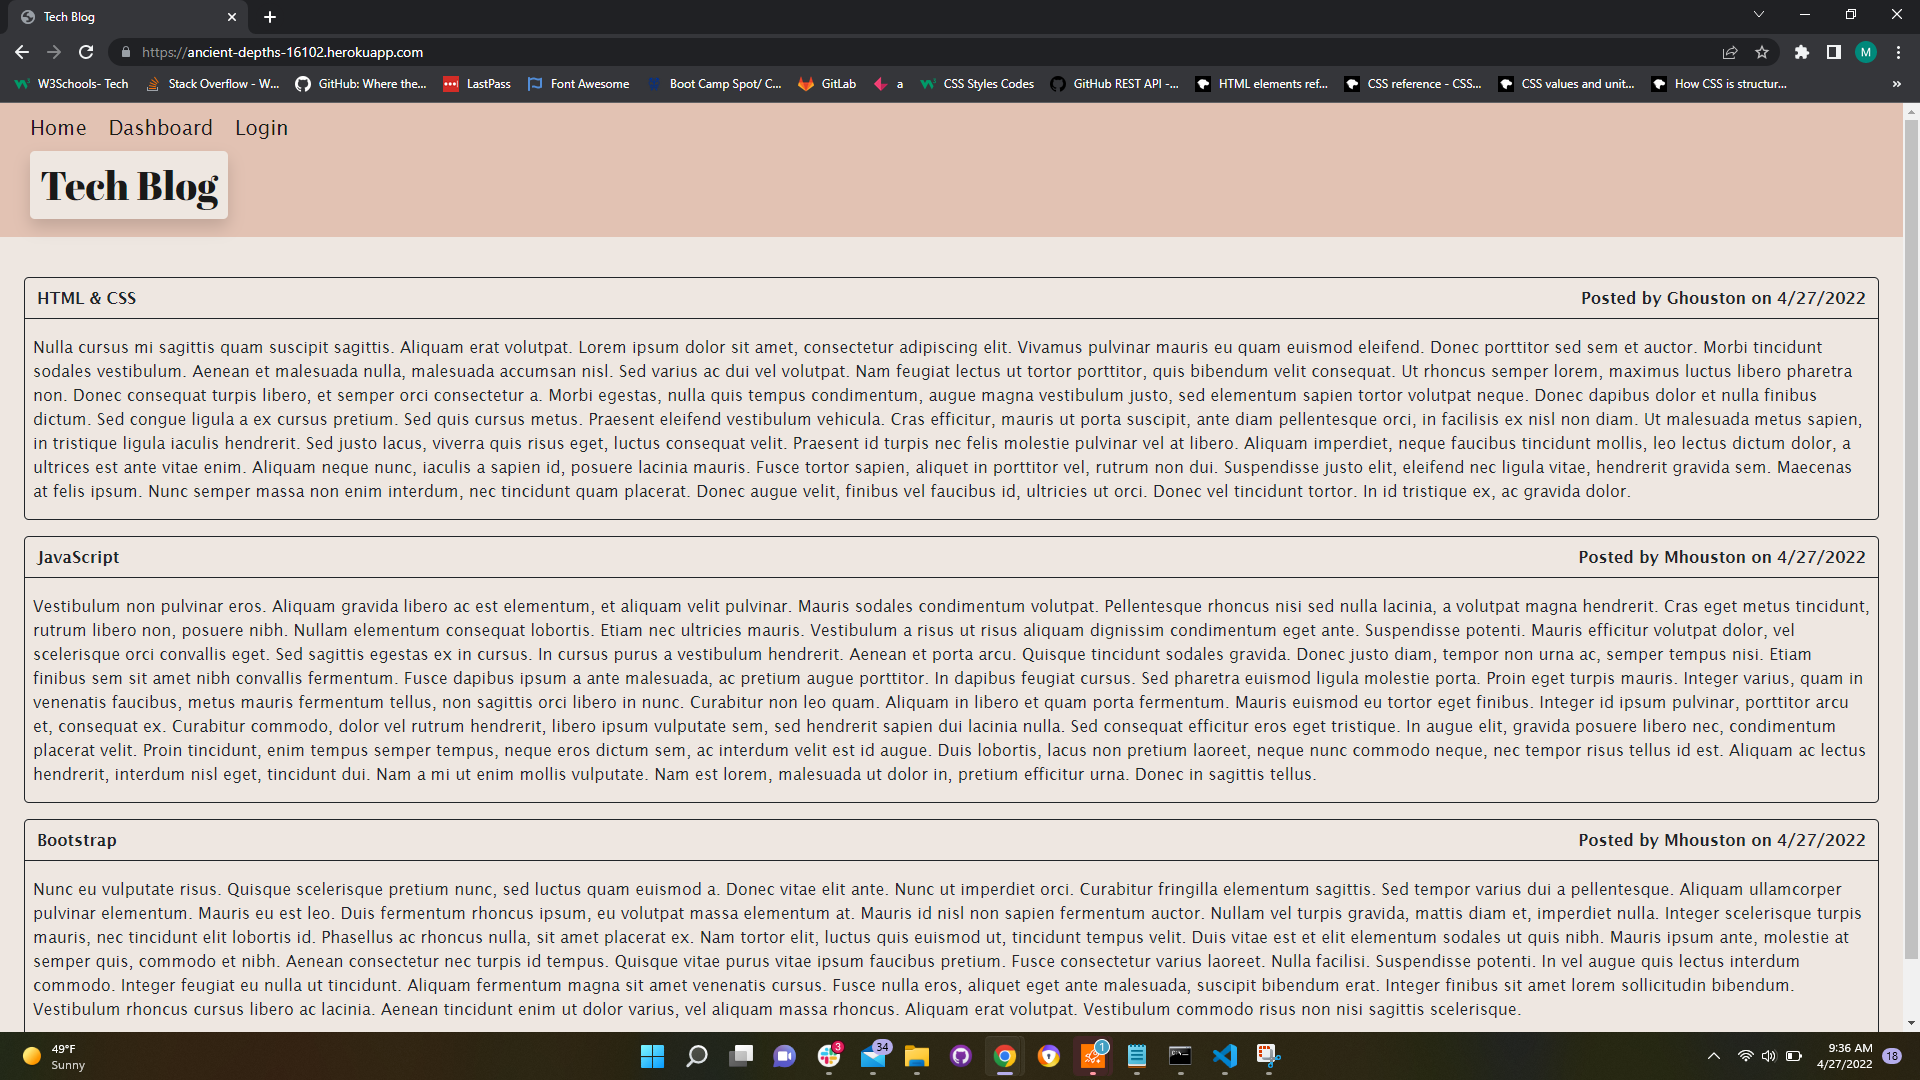 Tech Blog
https://ancient-depths-16102.herokuapp.com
M
W3Schools- Tech
Stack Overflow - W...
GitHub: Where the...
LastPass
Font Awesome
Boot Camp Spot/ C...
GitLab
a
CSS Styles Codes
GitHub REST API -...
HTML elements ref...
CSS reference - CSS...
CSS values and unit...
How CSS is structur...
»
Home Dashboard Login
Tech Blog
HTML & CSS
Posted by Ghouston on 4/27/2022
Nulla cursus mi sagittis quam suscipit sagittis. Aliquam erat volutpat. Lorem ipsum dolor sit amet, consectetur adipiscing elit. Vivamus pulvinar mauris eu quam euismod eleifend. Donec porttitor sed sem et auctor. Morbi tincidunt
sodales vestibulum. Aenean et malesuada nulla, malesuada accumsan nisl. Sed varius ac dui vel volutpat. Nam feugiat lectus ut tortor porttitor, quis bibendum velit consequat. Ut rhoncus semper lorem, maximus luctus libero pharetra
non. Donec consequat turpis libero, et semper orci consectetur a. Morbi egestas, nulla quis tempus condimentum, augue magna vestibulum justo, sed elementum sapien tortor volutpat neque. Donec dapibus dolor et nulla finibus
dictum. Sed congue ligula a ex cursus pretium. Sed quis cursus metus. Praesent eleifend vestibulum vehicula. Cras efficitur, mauris ut porta suscipit, ante diam pellentesque orci, in facilisis ex nisl non diam. Ut malesuada metus sapien,
in tristique ligula iaculis hendrerit. Sed justo lacus, viverra quis risus eget, luctus consequat velit. Praesent id turpis nec felis molestie pulvinar vel at libero. Aliquam imperdiet, neque faucibus tincidunt mollis, leo lectus dictum dolor, a
ultrices est ante vitae enim. Aliquam neque nunc, iaculis a sapien id, posuere lacinia mauris. Fusce tortor sapien, aliquet in porttitor vel, rutrum non dui. Suspendisse justo elit, eleifend nec ligula vitae, hendrerit gravida sem. Maecenas
at felis ipsum. Nunc semper massa non enim interdum, nec tincidunt quam placerat. Donec augue velit, finibus vel faucibus id, ultricies ut orci. Donec vel tincidunt tortor. In id tristique ex, ac gravida dolor.
JavaScript
Posted by Mhouston on 4/27/2022
Vestibulum non pulvinar eros. Aliquam gravida libero ac est elementum, et aliquam velit pulvinar. Mauris sodales condimentum volutpat. Pellentesque rhoncus nisi sed nulla lacinia, a volutpat magna hendrerit. Cras eget metus tincidunt,
rutrum libero non, posuere nibh. Nullam elementum consequat lobortis. Etiam nec ultricies mauris. Vestibulum a risus ut risus aliquam dignissim condimentum eget ante. Suspendisse potenti. Mauris efficitur volutpat dolor, vel
scelerisque orci convallis eget. Sed sagittis egestas ex in cursus. In cursus purus a vestibulum hendrerit. Aenean et porta arcu. Quisque tincidunt sodales gravida. Donec justo diam, tempor non urna ac, semper tempus nisi. Etiam
finibus sem sit amet nibh convallis fermentum. Fusce dapibus ipsum a ante malesuada, ac pretium augue porttitor. In dapibus feugiat cursus. Sed pharetra euismod ligula molestie porta. Proin eget turpis mauris. Integer varius, quam in
venenatis faucibus, metus mauris fermentum tellus, non sagittis orci libero in nunc. Curabitur non leo quam. Aliquam in libero et quam porta fermentum. Mauris euismod eu tortor eget finibus. Integer id ipsum pulvinar, porttitor arcu
et, consequat ex. Curabitur commodo, dolor vel rutrum hendrerit, libero ipsum vulputate sem, sed hendrerit sapien dui lacinia nulla. Sed consequat efficitur eros eget tristique. In augue elit, gravida posuere libero nec, condimentum
placerat velit. Proin tincidunt, enim tempus semper tempus, neque eros dictum sem, ac interdum velit est id augue. Duis lobortis, lacus non pretium laoreet, neque nunc commodo neque, nec tempor risus tellus id est. Aliquam ac lectus
hendrerit, interdum nisl eget, tincidunt dui. Nam a mi ut enim mollis vulputate. Nam est lorem, malesuada ut dolor in, pretium efficitur urna. Donec in sagittis tellus.
Bootstrap
Posted by Mhouston on 4/27/2022
Nunc eu vulputate risus. Quisque scelerisque pretium nunc, sed luctus quam euismod a. Donec vitae elit ante. Nunc ut imperdiet orci. Curabitur fringilla elementum sagittis. Sed tempor varius dui a pellentesque. Aliquam ullamcorper
pulvinar elementum. Mauris eu est leo. Duis fermentum rhoncus ipsum, eu volutpat massa elementum at. Mauris id nisl non sapien fermentum auctor. Nullam vel turpis gravida, mattis diam et, imperdiet nulla. Integer scelerisque turpis
mauris, nec tincidunt elit lobortis id. Phasellus ac rhoncus nulla, sit amet placerat ex. Nam tortor elit, luctus quis euismod ut, tincidunt tempus velit. Duis vitae est et elit elementum sodales ut quis nibh. Mauris ipsum ante, molestie at
semper quis, commodo et nibh. Aenean consectetur nec turpis id tempus. Quisque vitae purus vitae ipsum faucibus pretium. Fusce consectetur varius laoreet. Nulla facilisi. Suspendisse potenti. In vel augue quis lectus interdum
commodo. Integer feugiat eu nulla ut tincidunt. Aliquam fermentum magna sit amet venenatis cursus. Fusce nulla eros, aliquet eget ante malesuada, suscipit bibendum erat. Integer finibus sit amet lorem sollicitudin bibendum.
Vestibulum rhoncus cursus libero ac lacinia. Aenean tincidunt enim ut dolor varius, vel aliquam massa rhoncus. Aliquam erat volutpat. Vestibulum commodo risus non nisi sagittis scelerisque.
49°F
Sunny
3
34
1
9:36 AM
4/27/2022
18